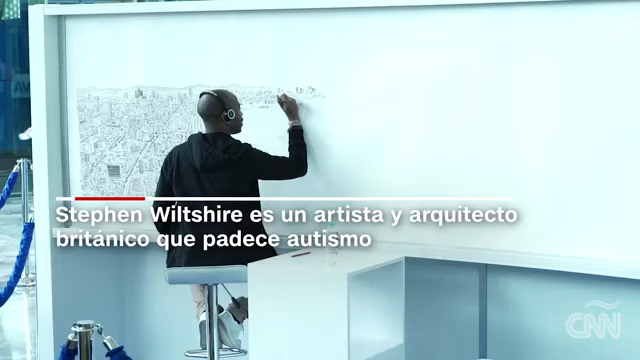 Stephen Wiltshire es un artista y arquitecto
británico que padece autismo
CNN